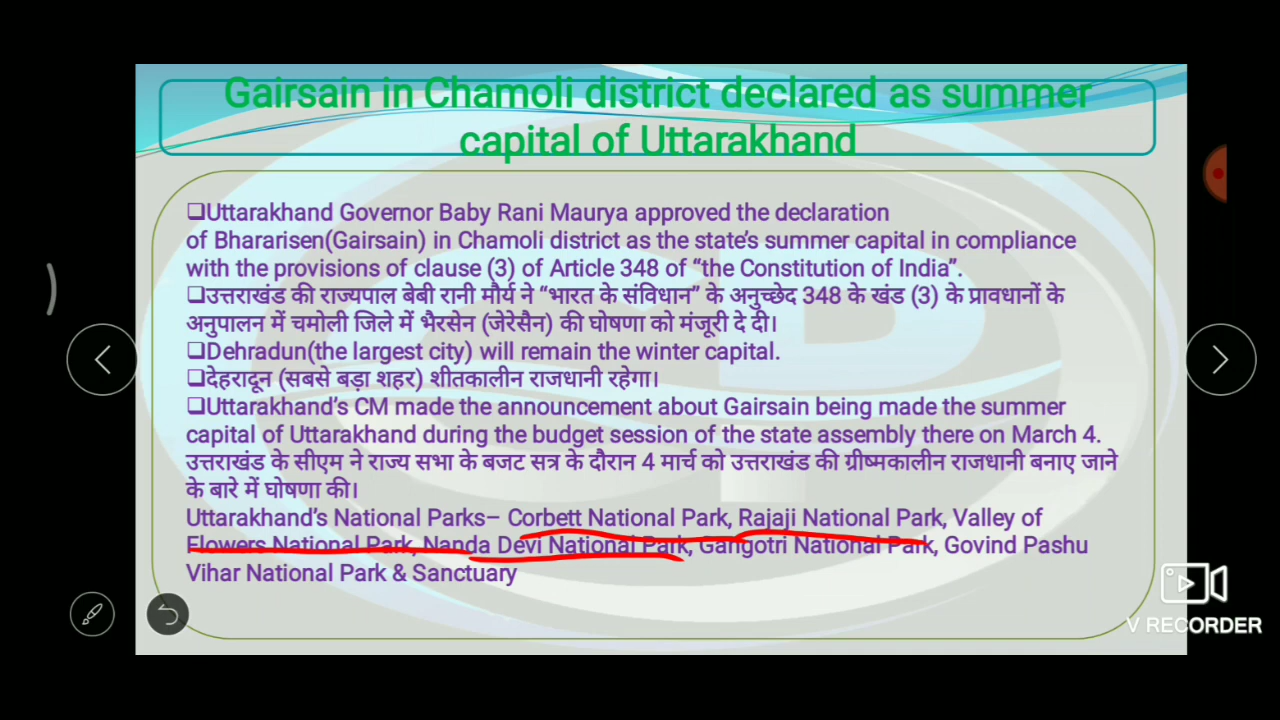 Gairsain in Chamoli district declared as summer
capital of Uttarakhand
❑Uttarakhand Governor Baby Rani Maurya approved the declaration
of Bhararisen(Gairsain) in Chamoli district as the state’s summer capital in compliance
with the provisions of clause (3) of Article 348 of “the Constitution of India”.
❑उत्तराखंड की राज्यपाल बेबी रानी मौर्य ने “भारत के संविधान” के अनुच्छेद 348 के खंड (3) के प्रावधानों के
अनुपालन में चमोली जिले में भैरसेन (जेरेसैन) की घोषणा को मंजूरी दे दी।
❑Dehradun(the largest city) will remain the winter capital.
❑देहरादून (सबसे बड़ा शहर) शीतकालीन राजधानी रहेगा।
❑Uttarakhand’s CM made the announcement about Gairsain being made the summer
capital of Uttarakhand during the budget session of the state assembly there on March 4.
उत्तराखंड के सीएम ने राज्य सभा के बजट सत्र के दौरान 4 मार्च को उत्तराखंड की ग्रीष्मकालीन राजधानी बनाए जाने
के बारे में घोषणा की।
Uttarakhand’s National Parks– Corbett National Park, Rajaji National Park, Valley of
Flowers National Park, Nanda Devi National Park, Gangotri National Park, Govind Pashu
Vihar National Park & Sanctuary
V RECORDER